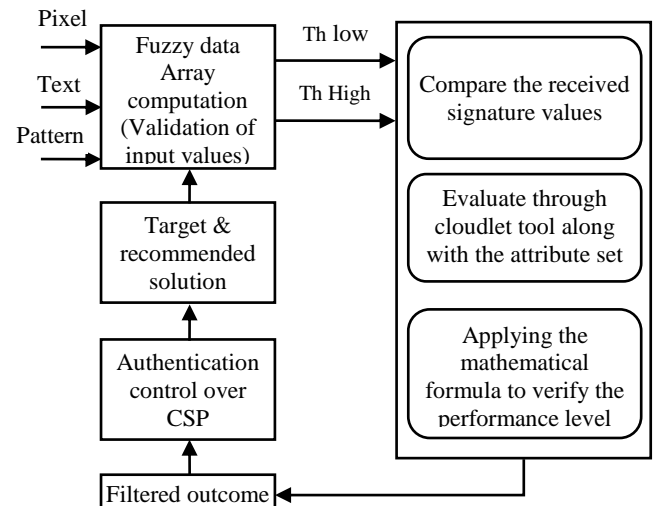 Pixel
Text
Pattern
Fuzzy data
Array
computation
(Validation of
input values)
Th low
Th High
Compare the received
signature values
Evaluate through
cloudlet tool along
with the attribute set
Applying the
mathematical
formula to verify the
performance level
Target &
recommended
solution
Authentication
control over
CSP
Filtered outcome